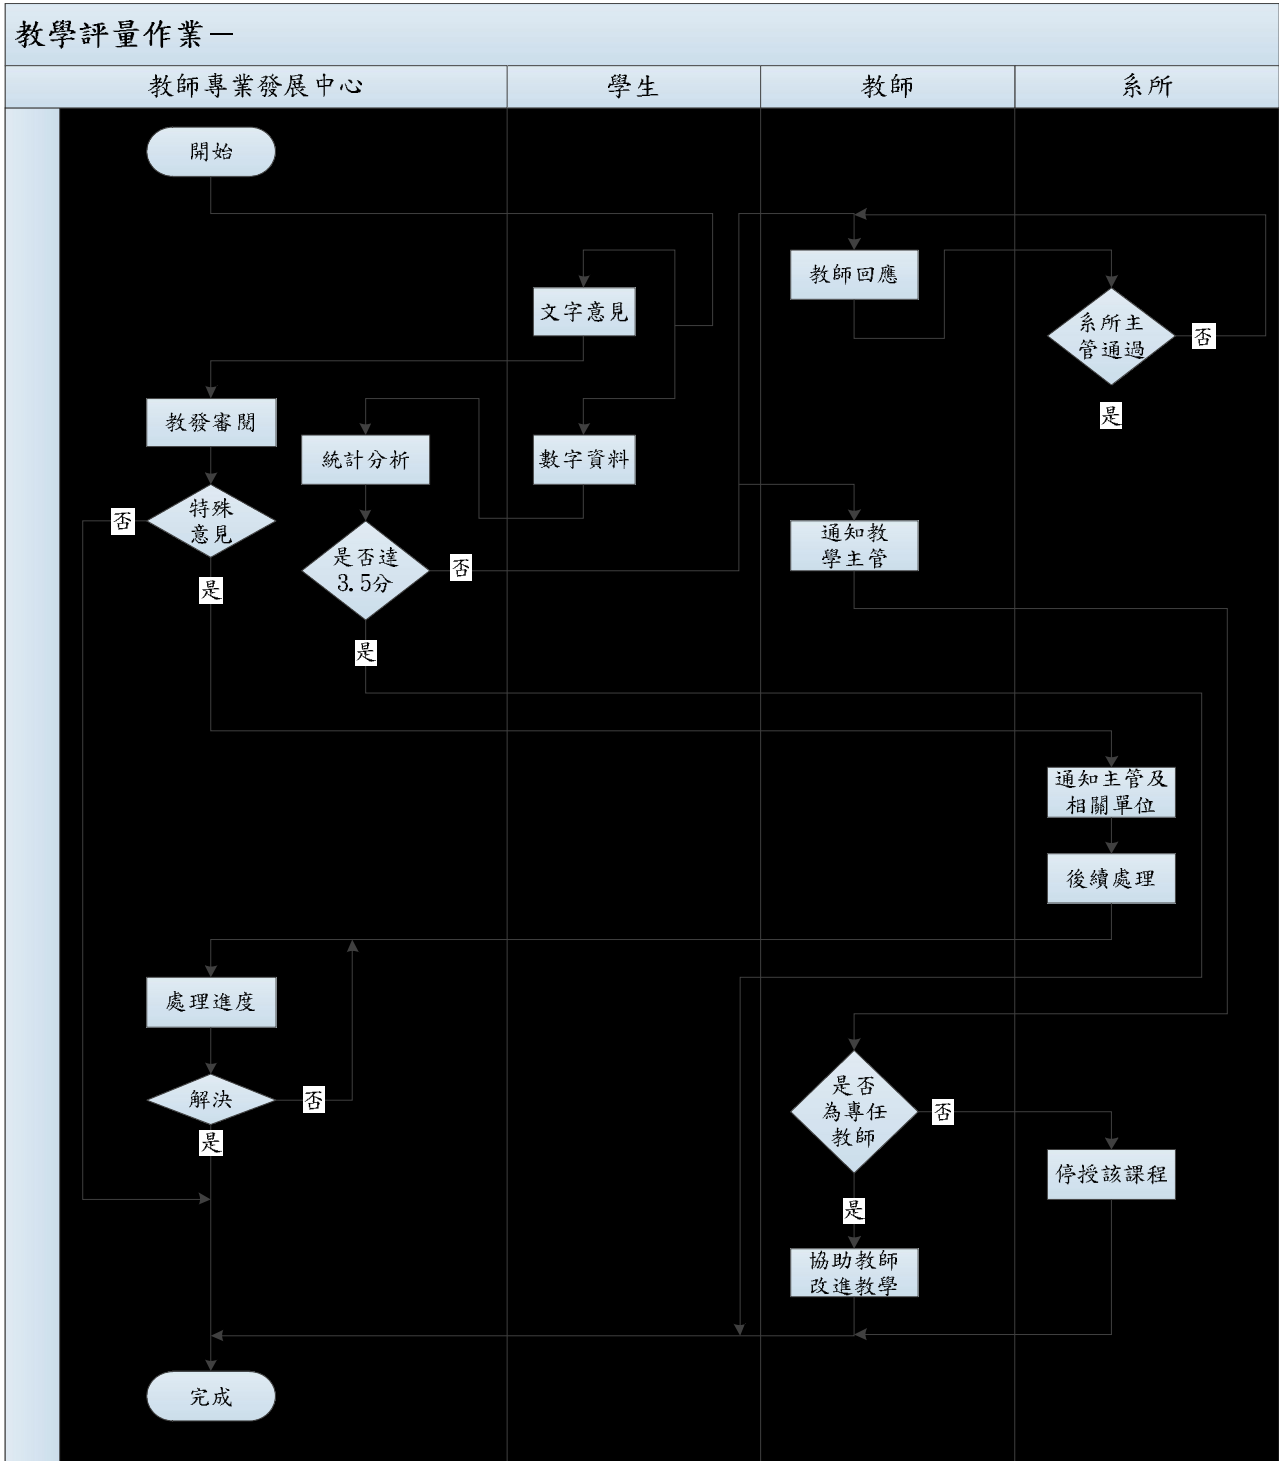 教學評量作業－
教師專業發展中心
學生
教師
系所
開始
教師回應
文字意見
系所主
管通過
否
是
教發審閱
統計分析
數字資料
特殊
意見
否
是
是否達
3.5分
否
是
通知教
學主管
通知主管及
相關單位
後續處理
處理進度
解決
否
是
是否
為專任
教師
否
是
停授該課程
協助教師
改進教學
完成